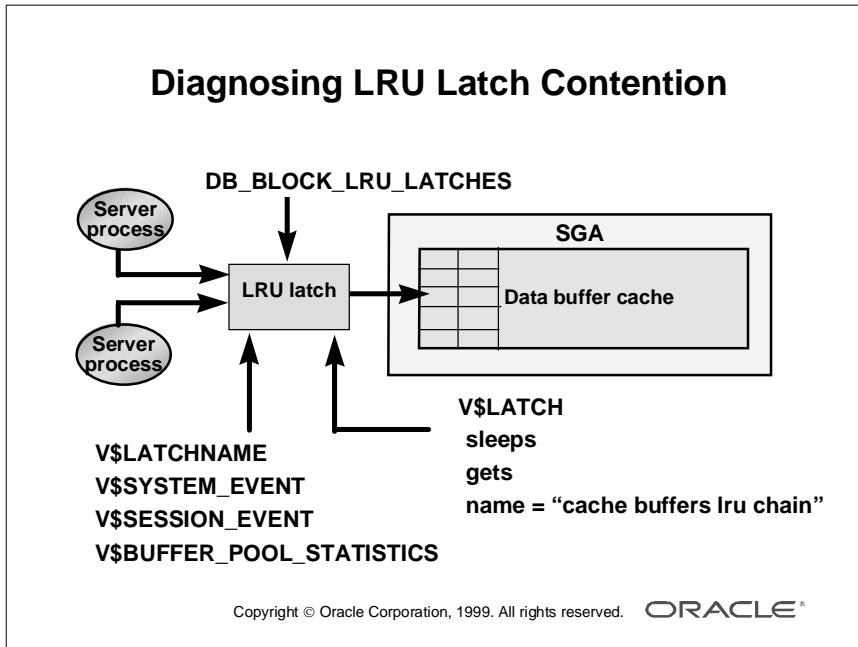 Diagnosing LRU Latch Contention
DB_BLOCK_LRU_LATCHES
Server
process
SGA
LRU latch
Data buffer cache
Server
process
V$LATCH
sleeps
gets
name = “cache buffers lru chain”
V$LATCHNAME
V$SYSTEM_EVENT
V$SESSION_EVENT
V$BUFFER_POOL_STATISTICS
Copyright © Oracle Corporation, 1999. All rights reserved.
ORACLE®